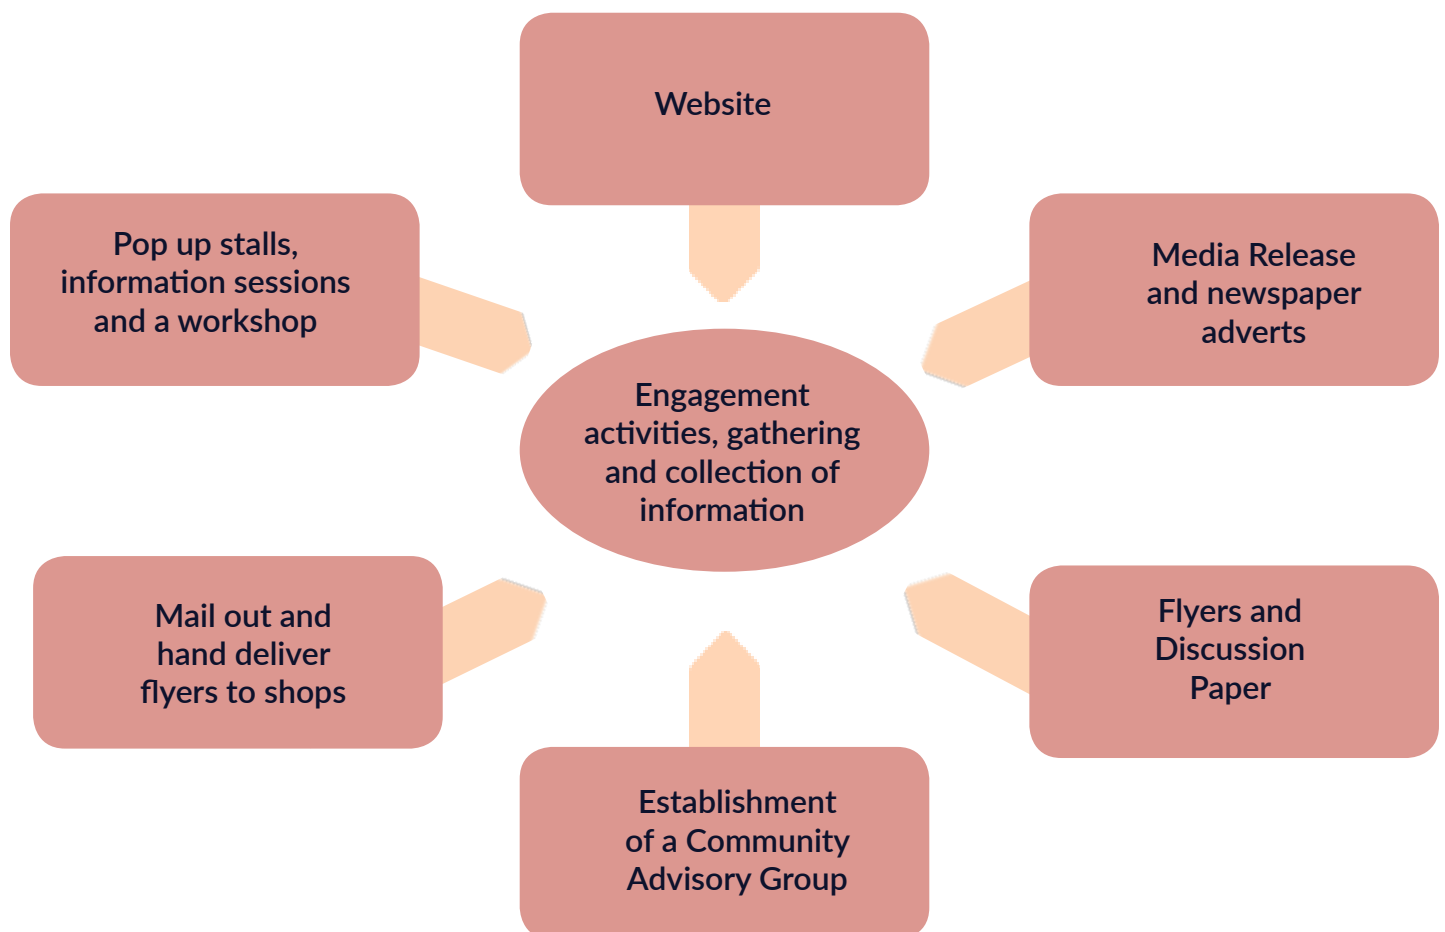 Website
Pop up stalls,
information sessions
and a workshop
Media Release
and newspaper
adverts
Engagement
activities, gathering
and collection of
information
Mail out and
hand deliver
flyers to shops
Flyers and
Discussion
Paper
Establishment
of a Community
Advisory Group